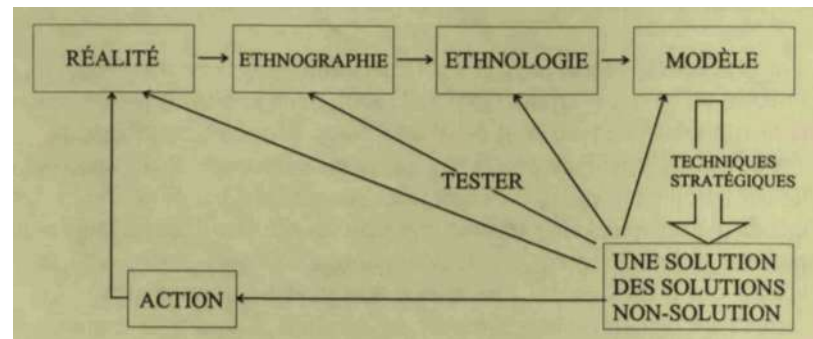 RÉALITÉ
ETHNOGRAPHIE
ETHNOLOGIE
MODÈLE
TECHNIQUES
STRATÉGIQUES
TESTER
UNE SOLUTION
DES SOLUTIONS
NON-SOLUTION
ACTION